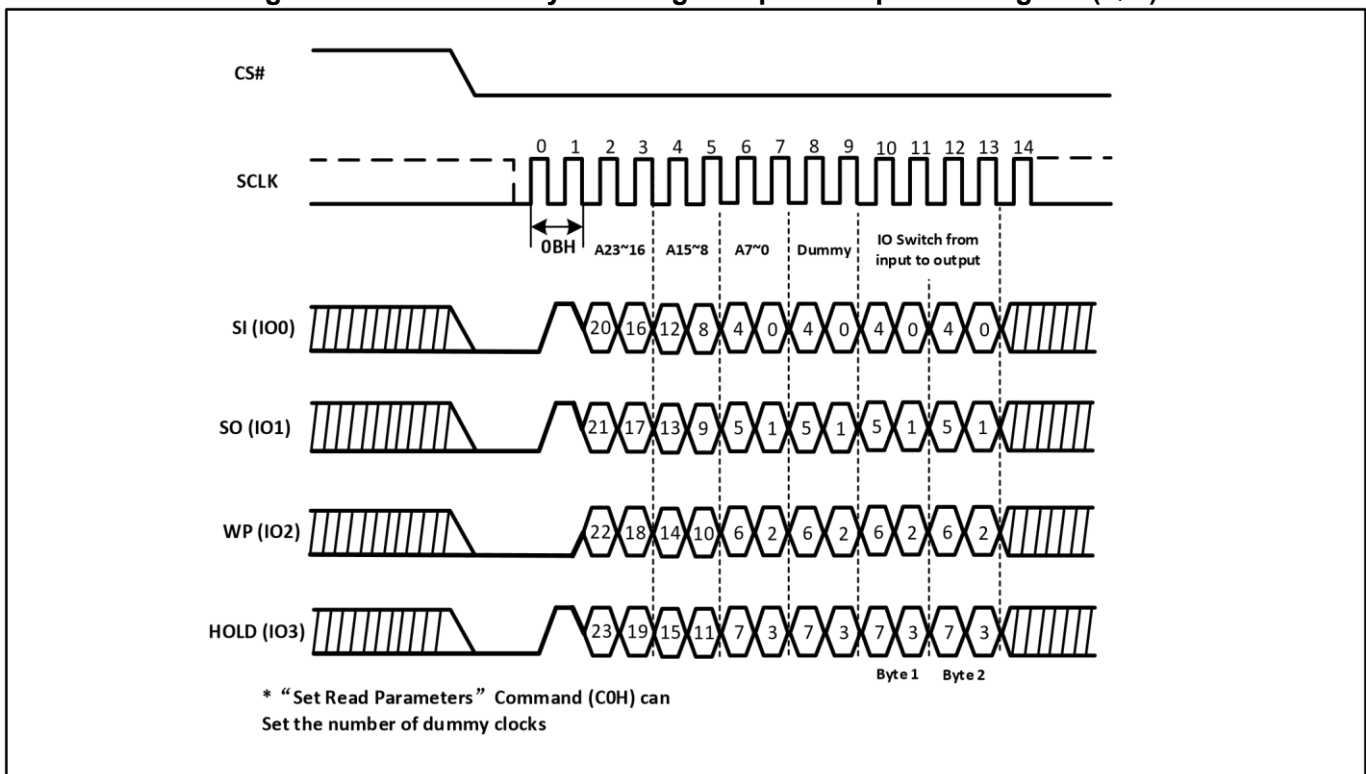 CS#
0 1 2 3 4 5 6 7 8 9 10 11 12 13 14
SCLK
0BH A23~16 A15~8 A7~0 Dummy IO Switch from
input to output
SI (IO0) 20 16 12 8 4 0 4 0 4 0 4 0
SO (IO1) 21 17 13 9 5 1 5 1 5 1 5 1
WP (IO2) 22 18 14 10 6 2 6 2 6 2 6 2
HOLD (IO3) 23 19 15 11 7 3 7 3 7 3 7 3
Byte 1 Byte 2
* “Set Read Parameters” Command (C0H) can
Set the number of dummy clocks